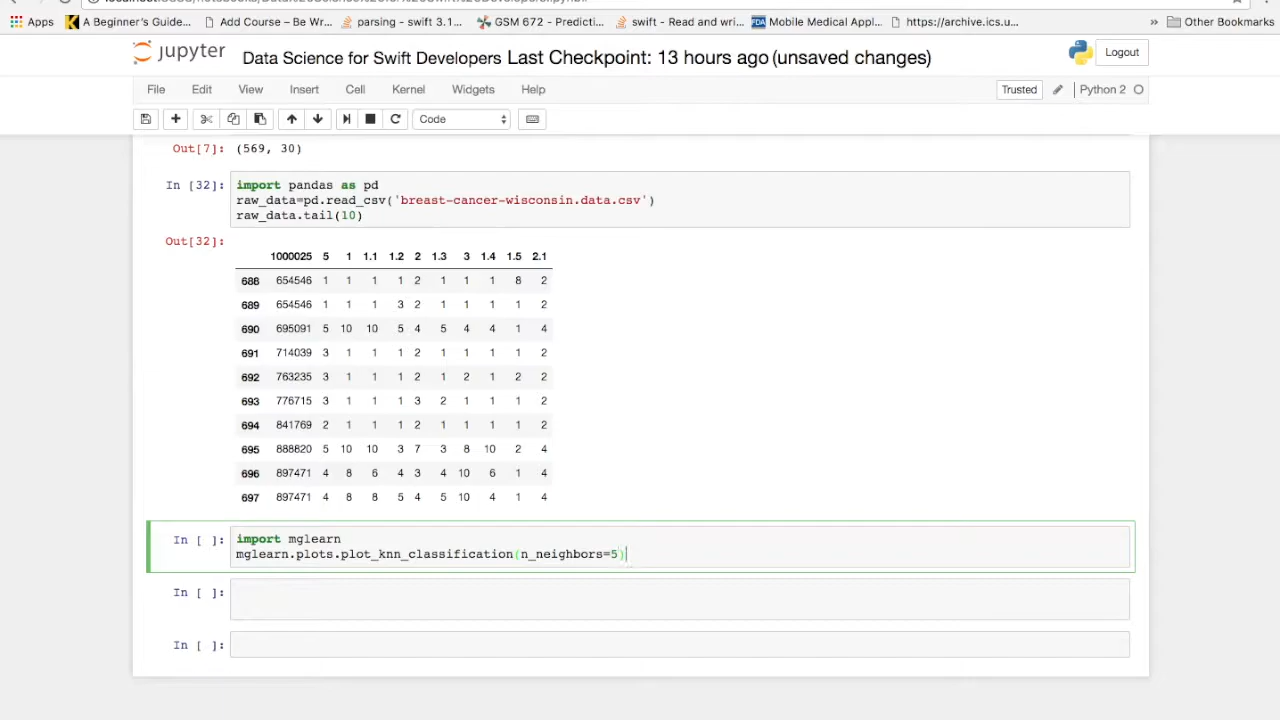 Apps A Beginner's Guide... Add Course – Be Wr... parsing - swift 3.1... GSM 672 - Predicti... swift - Read and wri... FDA Mobile Medical Appl... https://archive.ics.u... » Other Bookmarks
jupyter Data Science for Swift Developers Last Checkpoint: 13 hours ago (unsaved changes) Logout
File Edit View Insert Cell Kernel Widgets Help Trusted Python 2
Code
Out[7]: (569, 30)
In [32]: import pandas as pd
raw_data=pd.read_csv('breast-cancer-wisconsin.data.csv')
raw_data.tail(10)
Out[32]:
1000025 5 1 1.1 1.2 2 1.3 3 1.4 1.5 2.1
688 654546 1 1 1 1 2 1 1 1 8 2
689 654546 1 1 1 3 2 1 1 1 1 2
690 695091 5 10 10 5 4 5 4 4 1 4
691 714039 3 1 1 1 2 1 1 1 1 2
692 763235 3 1 1 1 2 1 2 1 2 2
693 776715 3 1 1 1 3 2 1 1 1 2
694 841769 2 1 1 1 2 1 1 1 1 2
695 888820 5 10 10 3 7 3 8 10 2 4
696 897471 4 8 6 4 3 4 10 6 1 4
697 897471 4 8 8 5 4 5 10 4 1 4
In [ ]: import mglearn
mglearn.plots.plot_knn_classification(n_neighbors=5)
In [ ]:
In [ ]: